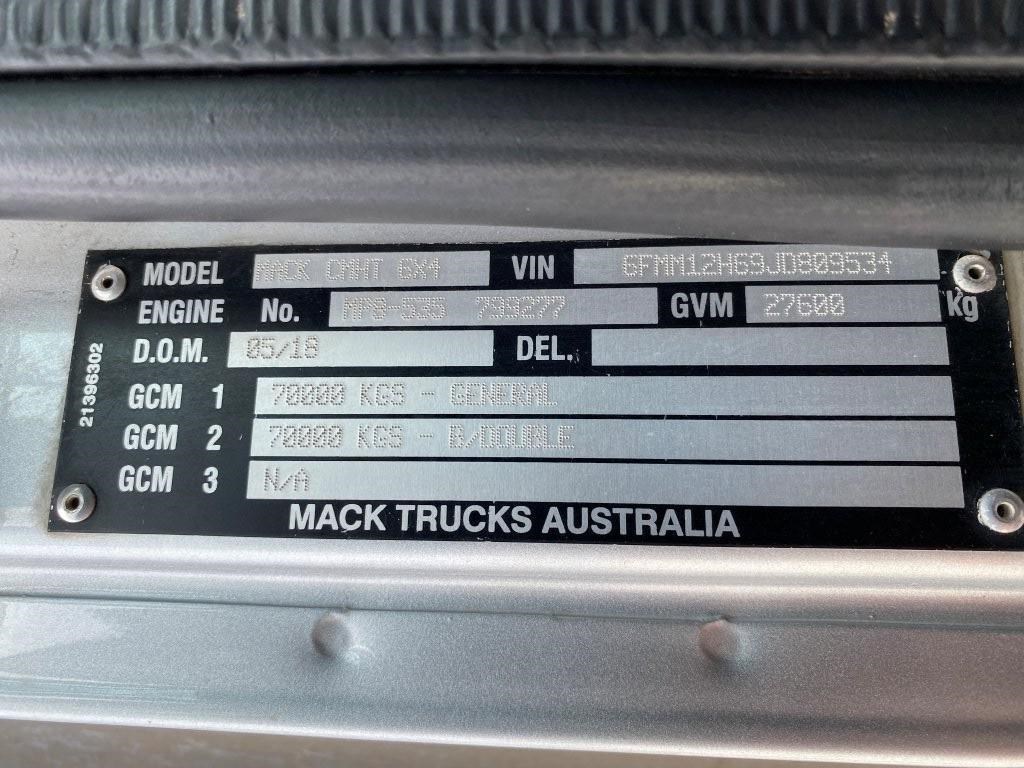 MODEL MACK CMHT 6X4 VIN 6FMM12H69JD809534
ENGINE No. MP8-535 799277 GVM 27600 kg
D.O.M. 05/18 DEL.
GCM 1 70000 KGS - GENERAL
GCM 2 70000 KGS - B/DOUBLE
GCM 3 N/A
MACK TRUCKS AUSTRALIA
21396302